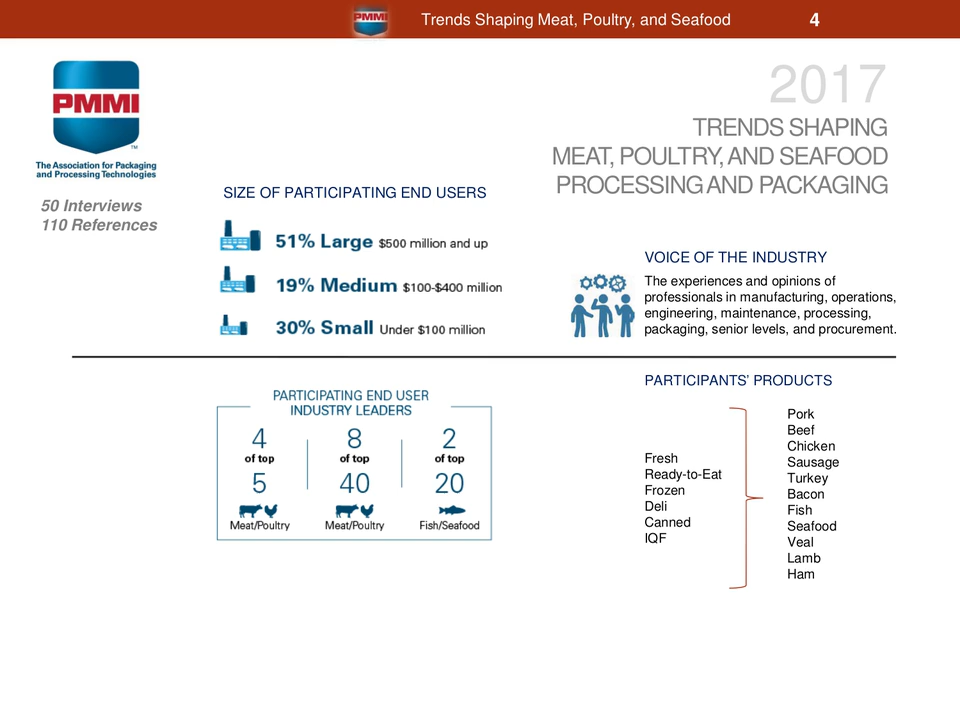 PMMI
Trends Shaping Meat, Poultry, and Seafood
4
PMMI
TM
The Association for Packaging
and Processing Technologies
50 Interviews
110 References
2017
TRENDS SHAPING
MEAT, POULTRY, AND SEAFOOD
PROCESSING AND PACKAGING
SIZE OF PARTICIPATING END USERS
51% Large $500 million and up
19% Medium $100-$400 million
30% Small Under $100 million
VOICE OF THE INDUSTRY
The experiences and opinions of
professionals in manufacturing, operations,
engineering, maintenance, processing,
packaging, senior levels, and procurement.
PARTICIPATING END USER
INDUSTRY LEADERS
4 8 2
of top of top of top
5 40 20
Meat/Poultry Meat/Poultry Fish/Seafood
PARTICIPANTS’ PRODUCTS
Fresh
Ready-to-Eat
Frozen
Deli
Canned
IQF
Pork
Beef
Chicken
Sausage
Turkey
Bacon
Fish
Seafood
Veal
Lamb
Ham